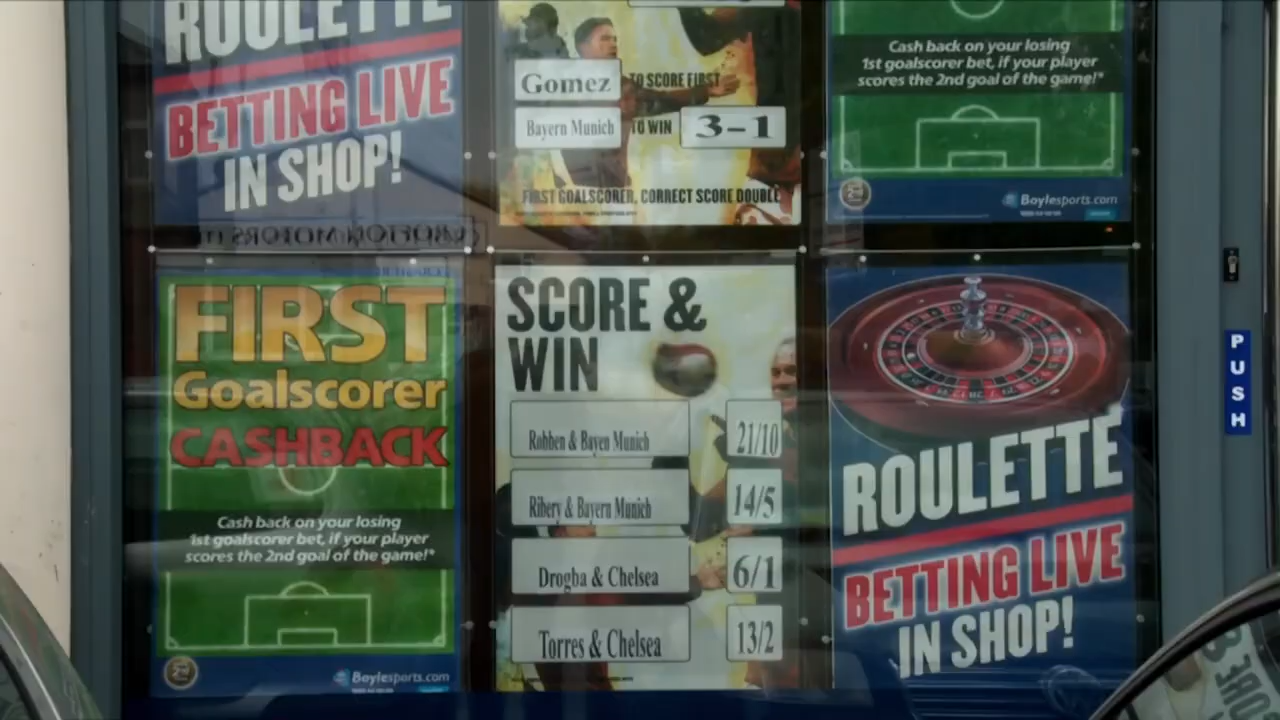 ROULETTE
BETTING LIVE
IN SHOP!
Gomez TO SCORE FIRST
Bayern Munich TO WIN 3-1
FIRST GOALSCORER, CORRECT SCORE DOUBLE
Cash back on your losing
1st goalscorer bet, if your player
scores the 2nd goal of the game!*
Boylesports.com
FIRST
Goalscorer
CASHBACK
Cash back on your losing
1st goalscorer bet, if your player
scores the 2nd goal of the game!*
Boylesports.com
SCORE &
WIN
Robben & Bayen Munich 21/10
Ribery & Bayern Munich 14/5
Drogba & Chelsea 6/1
Torres & Chelsea 13/2
ROULETTE
BETTING LIVE
IN SHOP!
PUSH